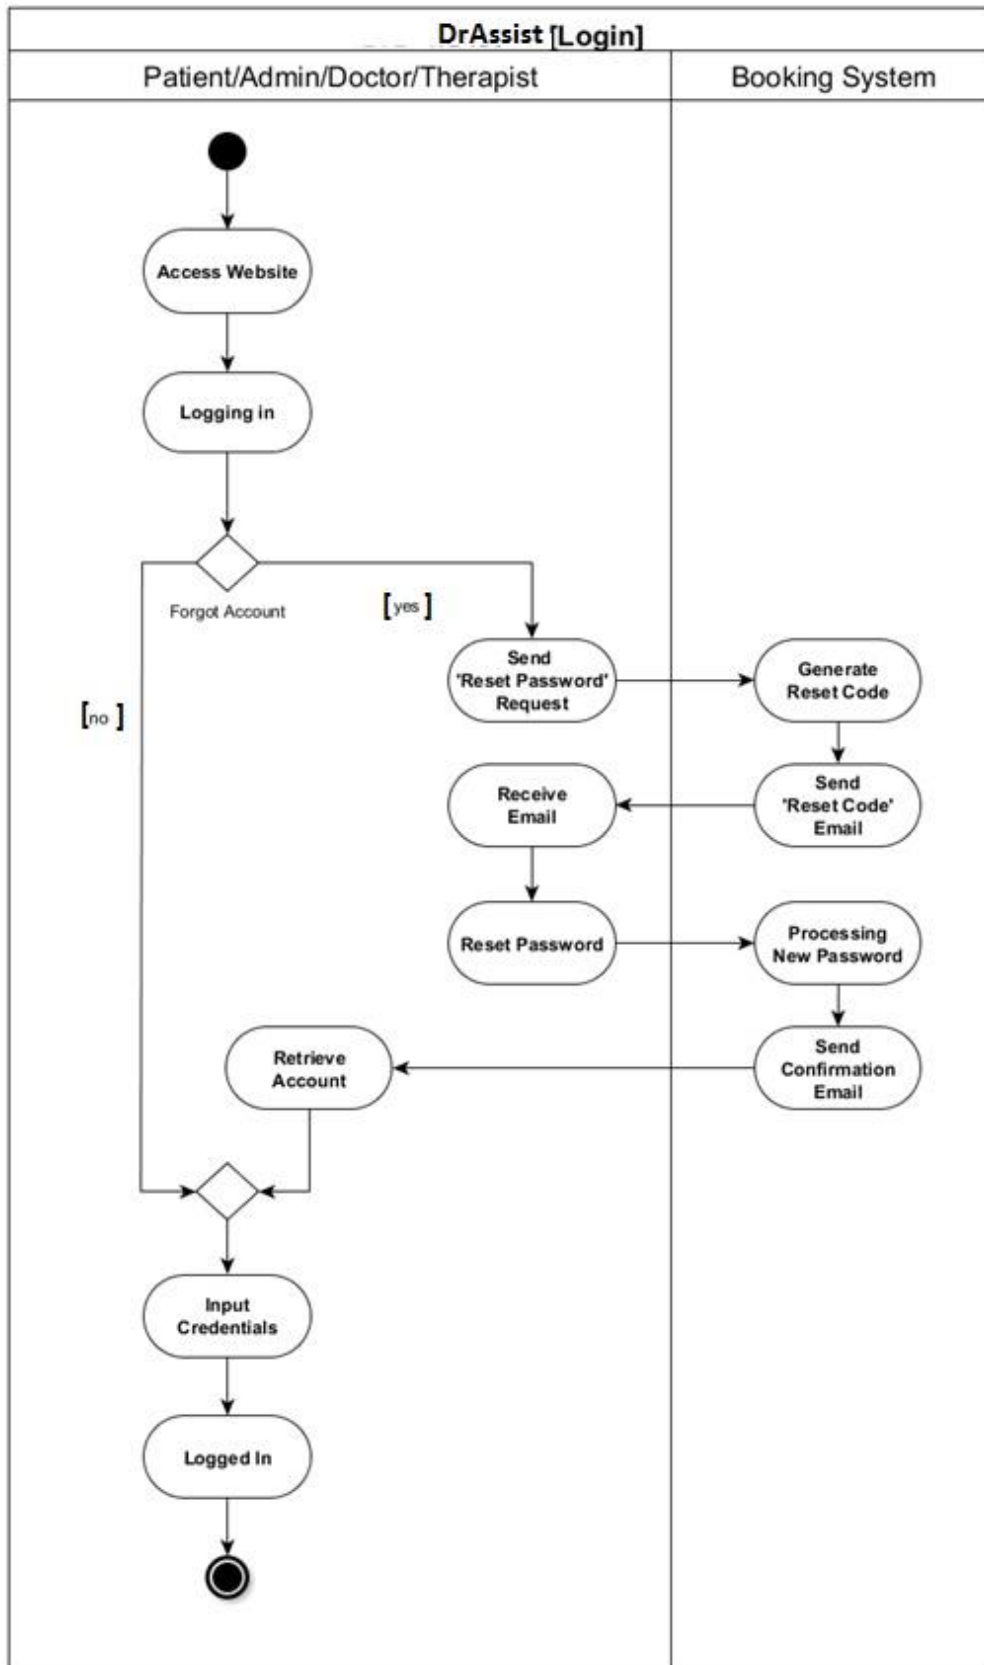 DrAssist [Login]
Patient/Admin/Doctor/Therapist
Booking System
Access Website
Logging in
Forgot Account
[yes]
[no]
Send
'Reset Password'
Request
Generate
Reset Code
Receive
Email
Send
'Reset Code'
Email
Reset Password
Processing
New Password
Retrieve
Account
Send
Confirmation
Email
Input
Credentials
Logged In